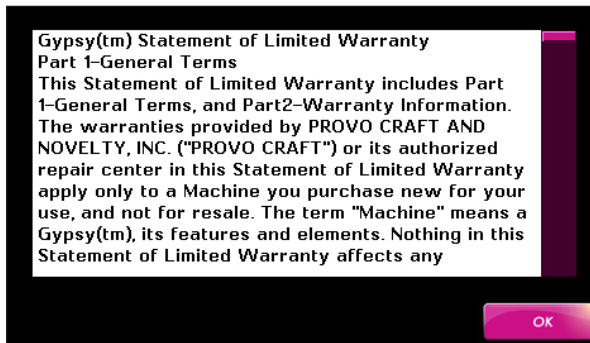 Gypsy(tm) Statement of Limited Warranty
Part 1-General Terms
This Statement of Limited Warranty includes Part
1-General Terms, and Part2-Warranty Information.
The warranties provided by PROVO CRAFT AND
NOVELTY, INC. ("PROVO CRAFT") or its authorized
repair center in this Statement of Limited Warranty
apply only to a Machine you purchase new for your
use, and not for resale. The term "Machine" means a
Gypsy(tm), its features and elements. Nothing in this
Statement of Limited Warranty affects any
OK